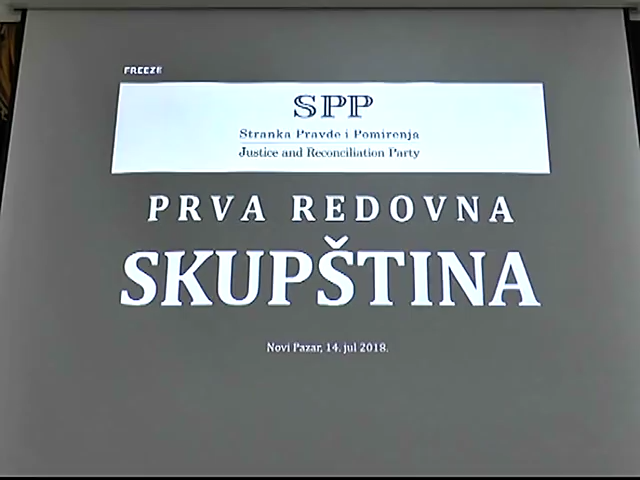 FREEZE
SPP
Stranka Pravde i Pomirenja
Justice and Reconciliation Party
PRVA REDOVNA
SKUPŠTINA
Novi Pazar, 14. jul 2018.